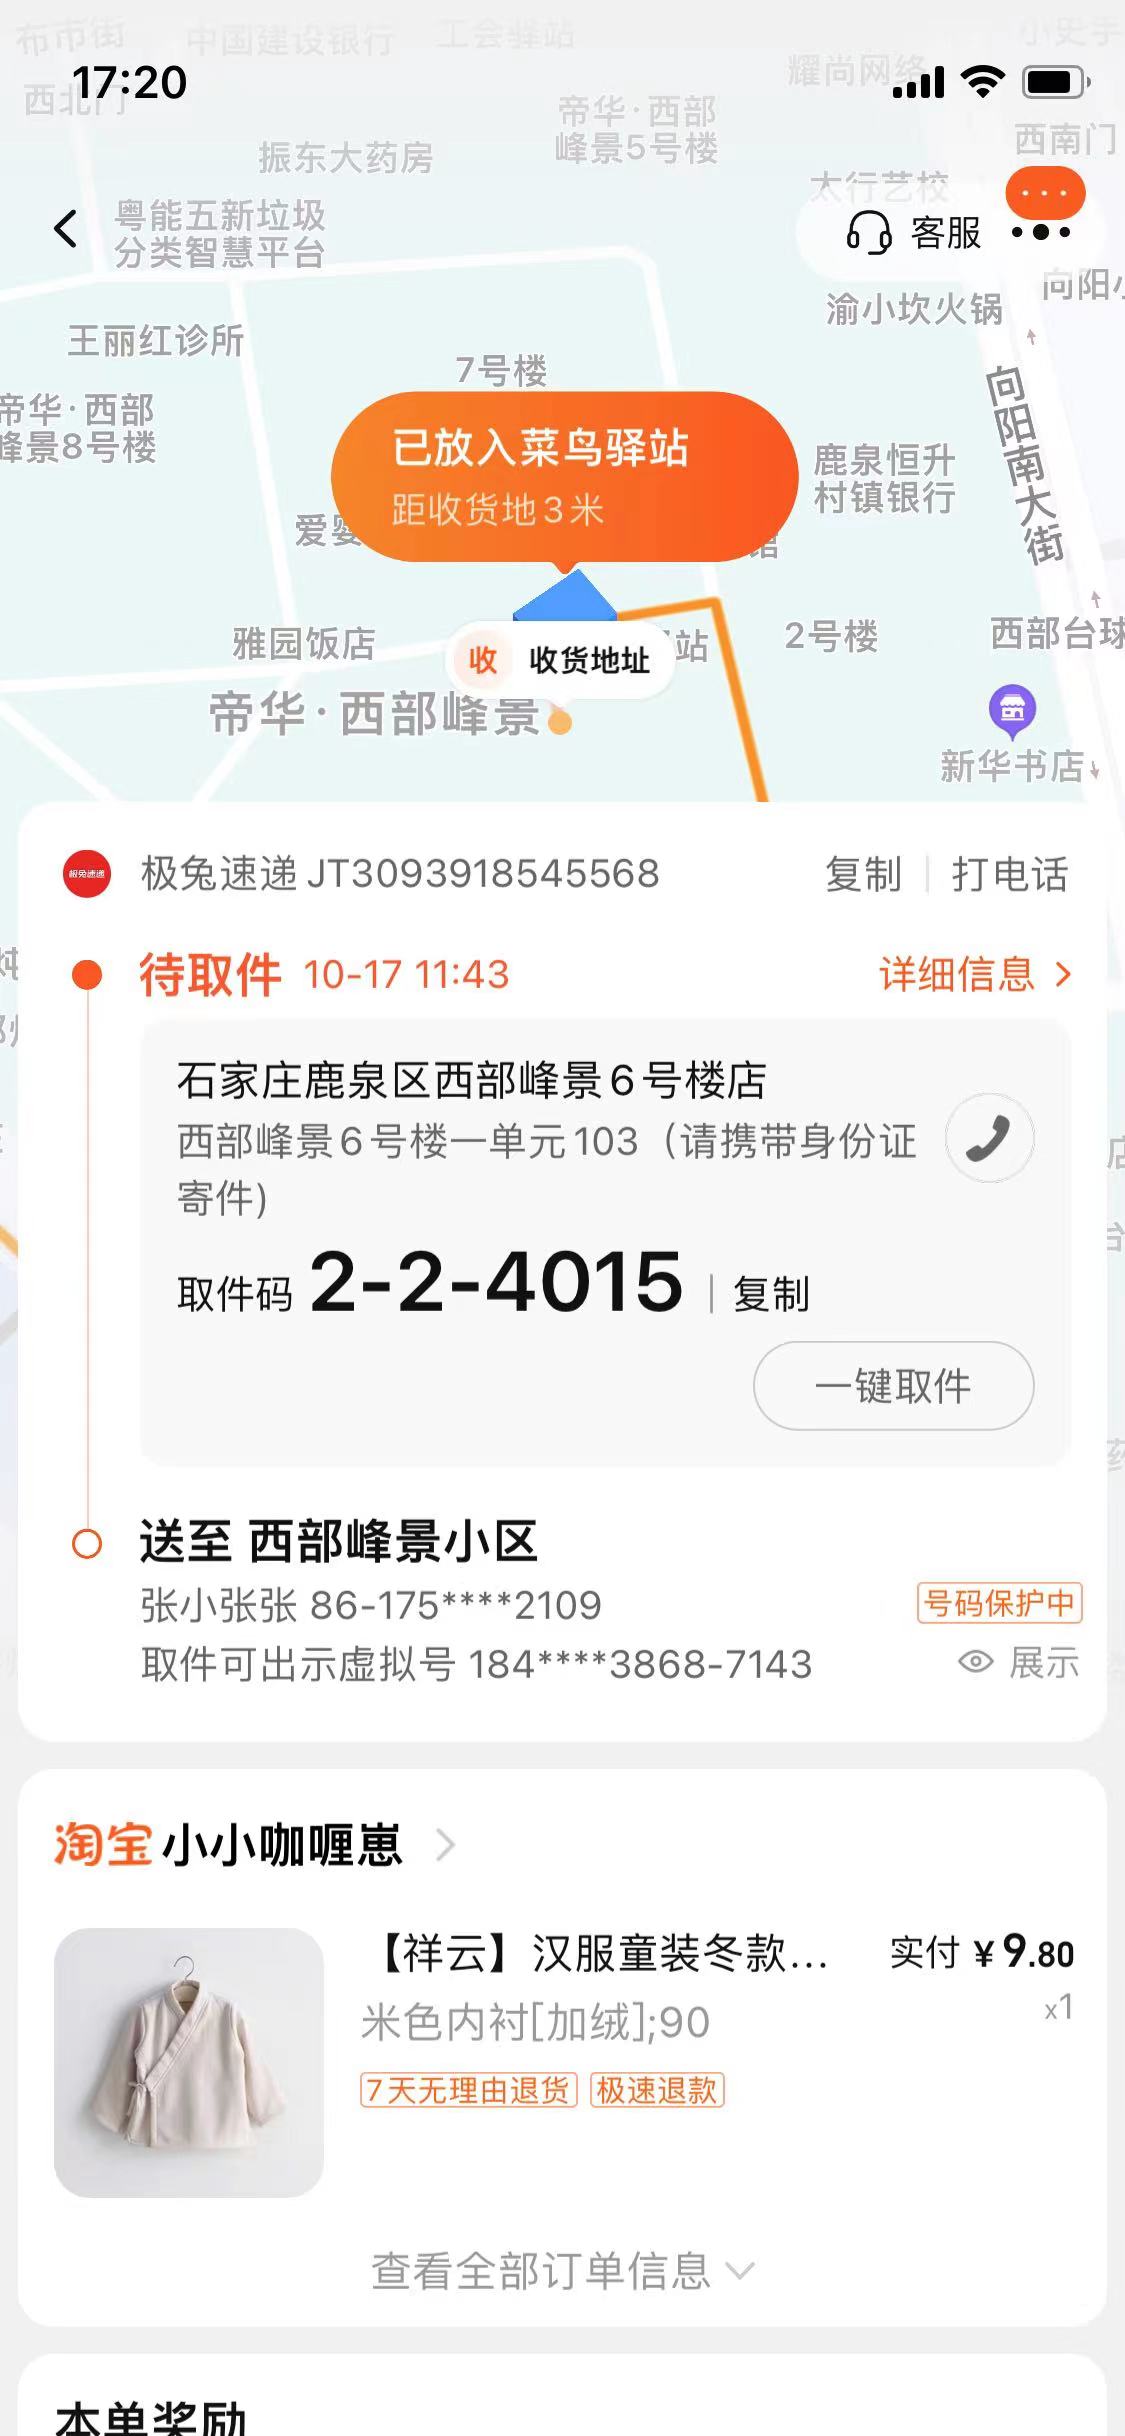 布市街
中国建设银行
工会驿站
小史手
17:20
西北门
耀尚网络
帝华·西部
峰景5号楼
西南门
振东大药房
太行艺校
粤能五新垃圾
分类智慧平台
客服
向阳小
渝小坎火锅
王丽红诊所
7号楼
帝华·西部
峰景8号楼
向阳南大街
已放入菜鸟驿站
距收货地3米
鹿泉恒升
村镇银行
爱婴
馆
雅园饭店
站
2号楼
西部台球
收 收货地址
帝华·西部峰景
新华书店
极兔速递 极兔速递 JT3093918545568 复制 | 打电话
待取件 10-17 11:43 详细信息
石家庄鹿泉区西部峰景6号楼店
西部峰景6号楼一单元103（请携带身份证
寄件)
取件码 2-2-4015 | 复制
一键取件
送至 西部峰景小区
张小张张 86-175****2109 号码保护中
取件可出示虚拟号 184****3868-7143 展示
淘宝 小小咖喱崽
【祥云】汉服童装冬款... 实付 ¥9.80
米色内衬[加绒];90 x1
7天无理由退货 极速退款
查看全部订单信息
本单奖励